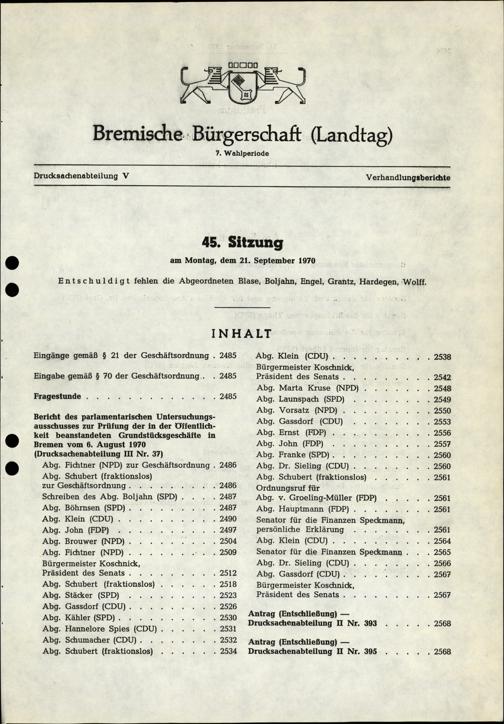 Bremische Bürgerschaft (Landtag)
7. Wahlperiode
Drucksachenabteilung V
Verhandlungsberichte
45. Sitzung
am Montag, dem 21. September 1970
Entschuldigt fehlen die Abgeordneten Blase, Boljahn, Engel, Grantz, Hardegen, Wolff.
INHALT
Eingänge gemäß § 21 der Geschäftsordnung . 2485
Eingabe gemäß § 70 der Geschäftsordnung . . 2485
Fragestunde . . . . . . . . . . . . 2485
Bericht des parlamentarischen Untersuchungs-
ausschusses zur Prüfung der in der Öffentlich-
keit beanstandeten Grundstücksgeschäfte in
Bremen vom 6. August 1970
(Drucksachenabteilung III Nr. 37)
Abg. Fichtner (NPD) zur Geschäftsordnung . 2486
Abg. Schubert (fraktionslos)
zur Geschäftsordnung . . . . . . . . 2486
Schreiben des Abg. Boljahn (SPD) . . . . 2487
Abg. Böhrnsen (SPD) . . . . . . . . 2487
Abg. Klein (CDU) . . . . . . . . . 2490
Abg. John (FDP) . . . . . . . . . 2497
Abg. Brouwer (NPD) . . . . . . . . 2504
Abg. Fichtner (NPD) . . . . . . . . 2509
Bürgermeister Koschnick,
Präsident des Senats . . . . . . . . 2512
Abg. Schubert (fraktionslos) . . . . . . 2518
Abg. Stäcker (SPD) . . . . . . . . 2523
Abg. Gassdorf (CDU) . . . . . . . . 2526
Abg. Kähler (SPD) . . . . . . . . . 2530
Abg. Hannelore Spies (CDU) . . . . . . 2531
Abg. Schumacher (CDU) . . . . . . . 2532
Abg. Schubert (fraktionslos) . . . . . . 2534
Abg. Klein (CDU) . . . . . . . . . . 2538
Bürgermeister Koschnick,
Präsident des Senats . . . . . . . . . 2542
Abg. Marta Kruse (NPD) . . . . . . . 2548
Abg. Launspach (SPD) . . . . . . . . 2549
Abg. Vorsatz (NPD) . . . . . . . . . 2550
Abg. Gassdorf (CDU) . . . . . . . . . 2553
Abg. Ernst (FDP) . . . . . . . . . . 2556
Abg. John (FDP) . . . . . . . . . . 2557
Abg. Franke (SPD) . . . . . . . . . . 2560
Abg. Dr. Sieling (CDU) . . . . . . . . 2560
Abg. Schubert (fraktionslos) . . . . . . 2561
Ordnungsruf für
Abg. v. Groeling-Müller (FDP) . . . . . 2561
Abg. Hauptmann (FDP) . . . . . . . . 2561
Senator für die Finanzen Speckmann,
persönliche Erklärung . . . . . . . . 2561
Abg. Klein (CDU) . . . . . . . . . . 2564
Senator für die Finanzen Speckmann . . . 2565
Abg. Dr. Sieling (CDU) . . . . . . . . 2566
Abg. Gassdorf (CDU) . . . . . . . . . 2567
Bürgermeister Koschnick,
Präsident des Senats . . . . . . . . . 2567
Antrag (Entschließung) —
Drucksachenabteilung II Nr. 393 . . . . . 2568
Antrag (Entschließung) —
Drucksachenabteilung II Nr. 395 . . . . . 2568